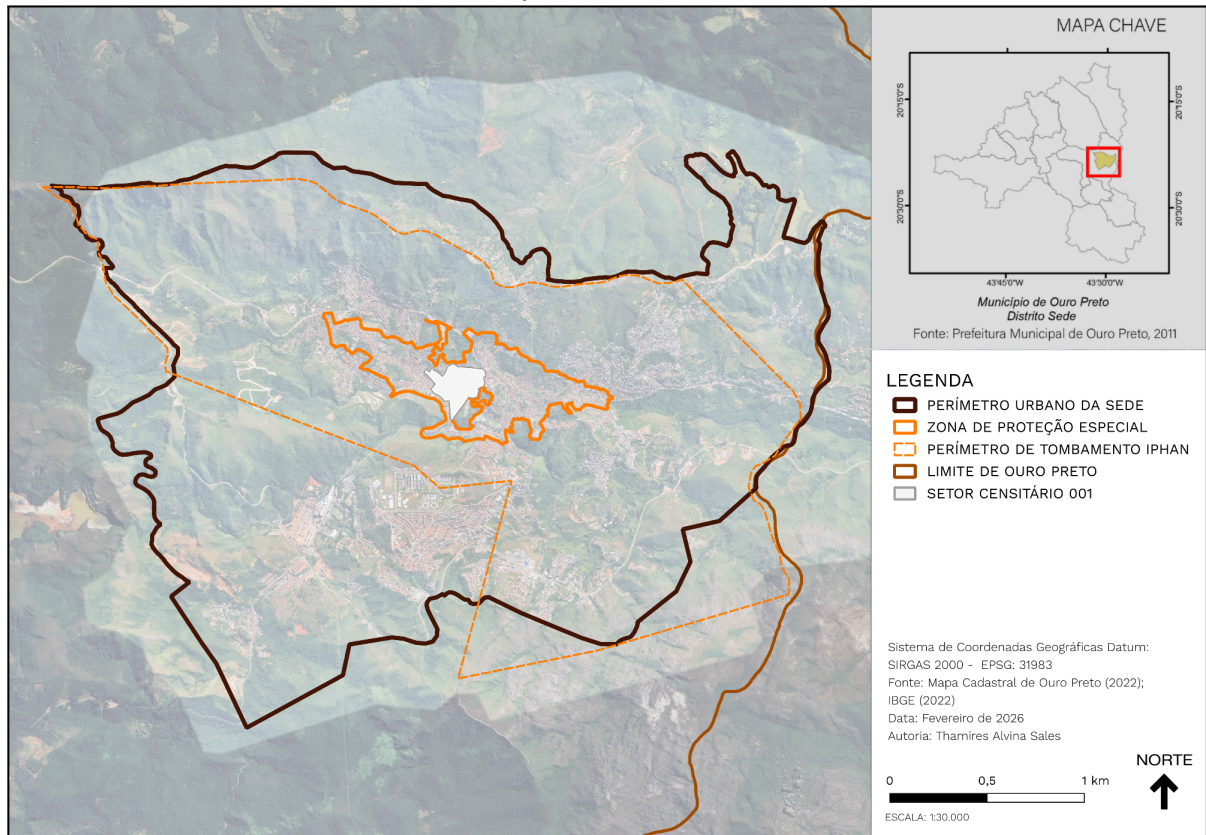 MAPA CHAVE
20°15'0"S
20°15'0"S
20°30'0"S
20°30'0"S
43°45'0"W
43°30'0"W
Município de Ouro Preto
Distrito Sede
Fonte: Prefeitura Municipal de Ouro Preto, 2011
LEGENDA
PERÍMETRO URBANO DA SEDE
ZONA DE PROTEÇÃO ESPECIAL
PERÍMETRO DE TOMBAMENTO IPHAN
LIMITE DE OURO PRETO
SETOR CENSITÁRIO 001
Sistema de Coordenadas Geográficas Datum:
SIRGAS 2000 - EPSG: 31983
Fonte: Mapa Cadastral de Ouro Preto (2022);
IBGE (2022)
Data: Fevereiro de 2026
Autoria: Thamires Alvina Sales
NORTE
0 0,5 1 km
ESCALA: 1:30.000